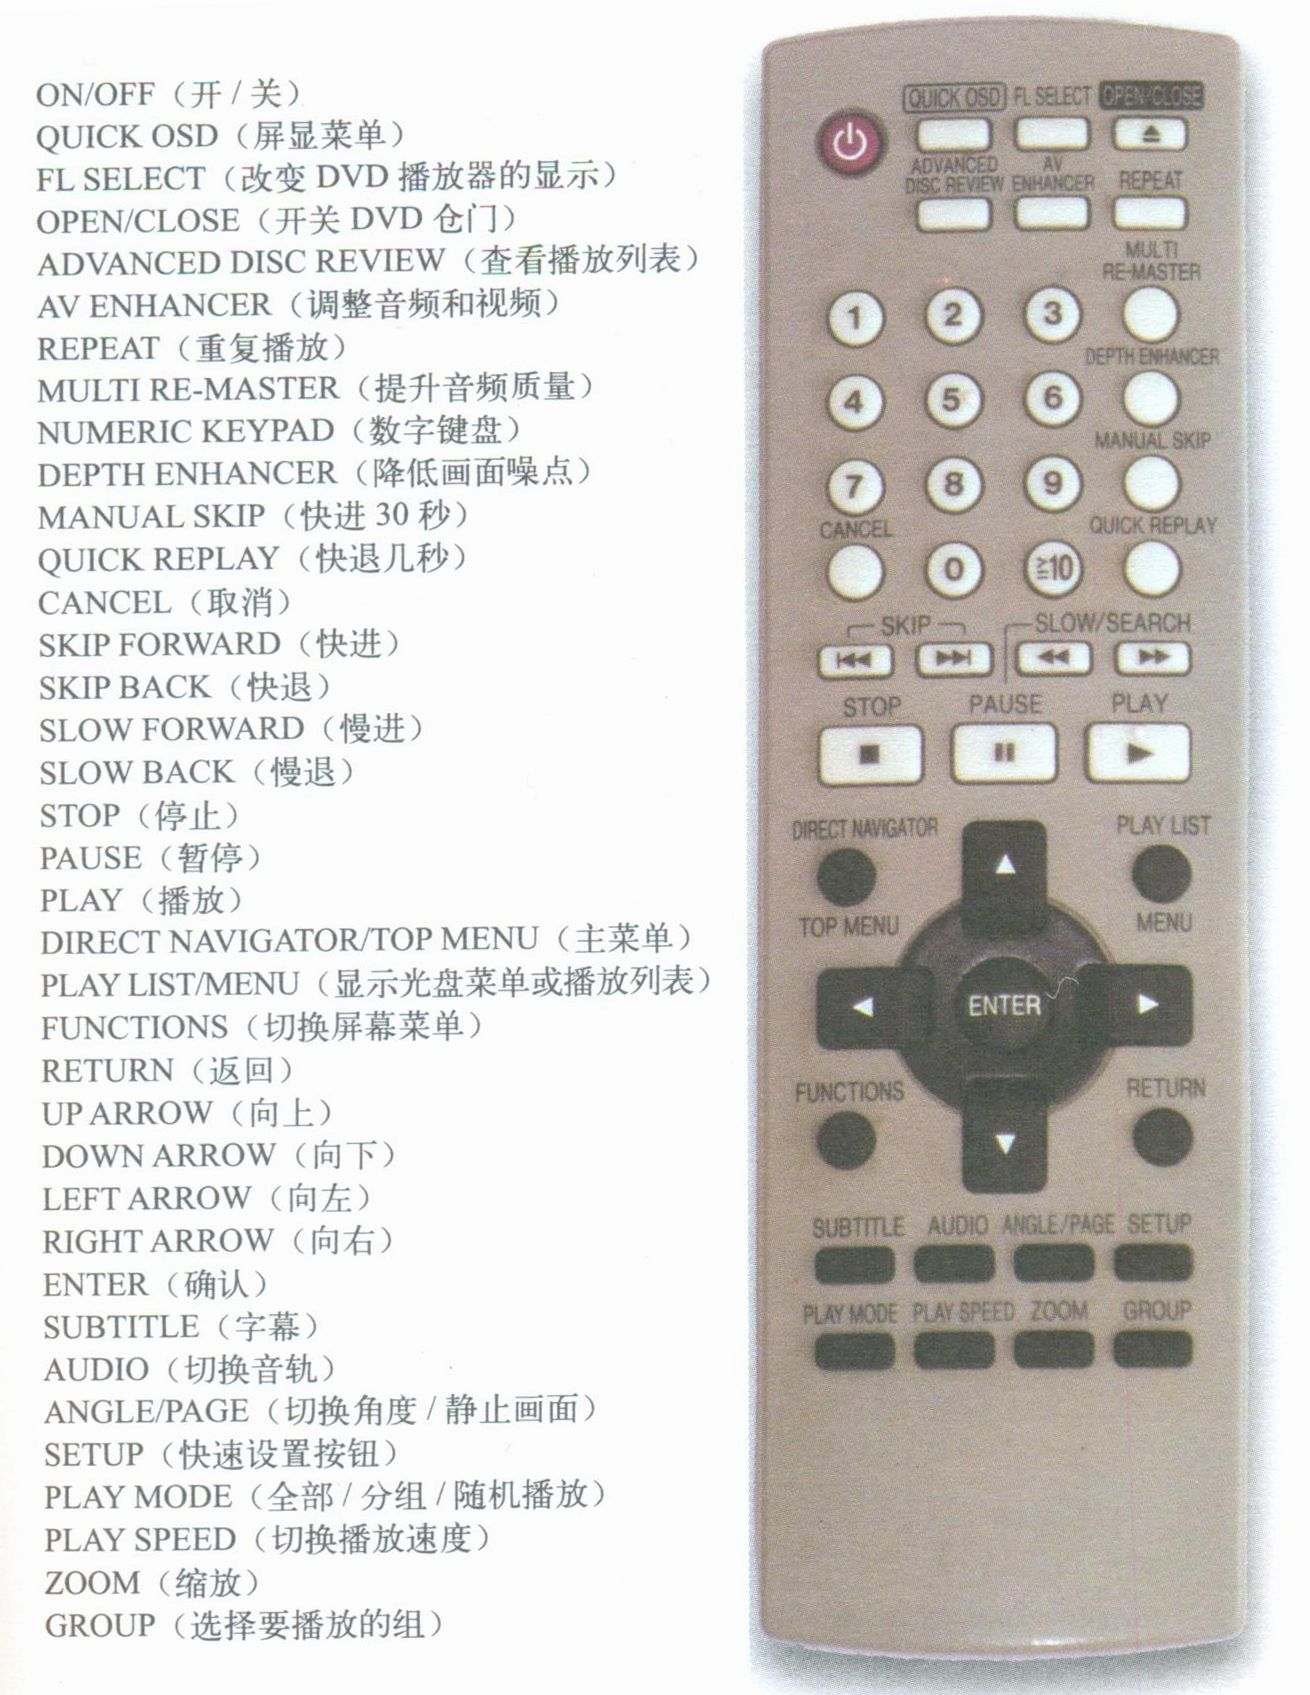 ON/OFF（开 / 关）
QUICK OSD（屏显菜单）
FL SELECT（改变 DVD 播放器的显示）
OPEN/CLOSE（开关 DVD 仓门）
ADVANCED DISC REVIEW（查看播放列表）
AV ENHANCER（调整音频和视频）
REPEAT（重复播放）
MULTI RE-MASTER（提升音频质量）
NUMERIC KEYPAD（数字键盘）
DEPTH ENHANCER（降低画面噪点）
MANUAL SKIP（快进 30 秒）
QUICK REPLAY（快退几秒）
CANCEL（取消）
SKIP FORWARD（快进）
SKIP BACK（快退）
SLOW FORWARD（慢进）
SLOW BACK（慢退）
STOP（停止）
PAUSE（暂停）
PLAY（播放）
DIRECT NAVIGATOR/TOP MENU（主菜单）
PLAY LIST/MENU（显示光盘菜单或播放列表）
FUNCTIONS（切换屏幕菜单）
RETURN（返回）
UP ARROW（向上）
DOWN ARROW（向下）
LEFT ARROW（向左）
RIGHT ARROW（向右）
ENTER（确认）
SUBTITLE（字幕）
AUDIO（切换音轨）
ANGLE/PAGE（切换角度 / 静止画面）
SETUP（快速设置按钮）
PLAY MODE（全部 / 分组 / 随机播放）
PLAY SPEED（切换播放速度）
ZOOM（缩放）
GROUP（选择要播放的组）
QUICK OSD FL SELECT OPEN/CLOSE
ADVANCED DISC REVIEW
AV ENHANCER
REPEAT
MULTI RE-MASTER
1 2 3
DEPTH ENHANCER
4 5 6
MANUAL SKIP
7 8 9
CANCEL QUICK REPLAY
0 ≧10
SKIP SLOW/SEARCH
STOP PAUSE PLAY
DIRECT NAVIGATOR PLAY LIST
TOP MENU MENU
ENTER
FUNCTIONS RETURN
SUBTITLE AUDIO ANGLE/PAGE SETUP
PLAY MODE PLAY SPEED ZOOM GROUP